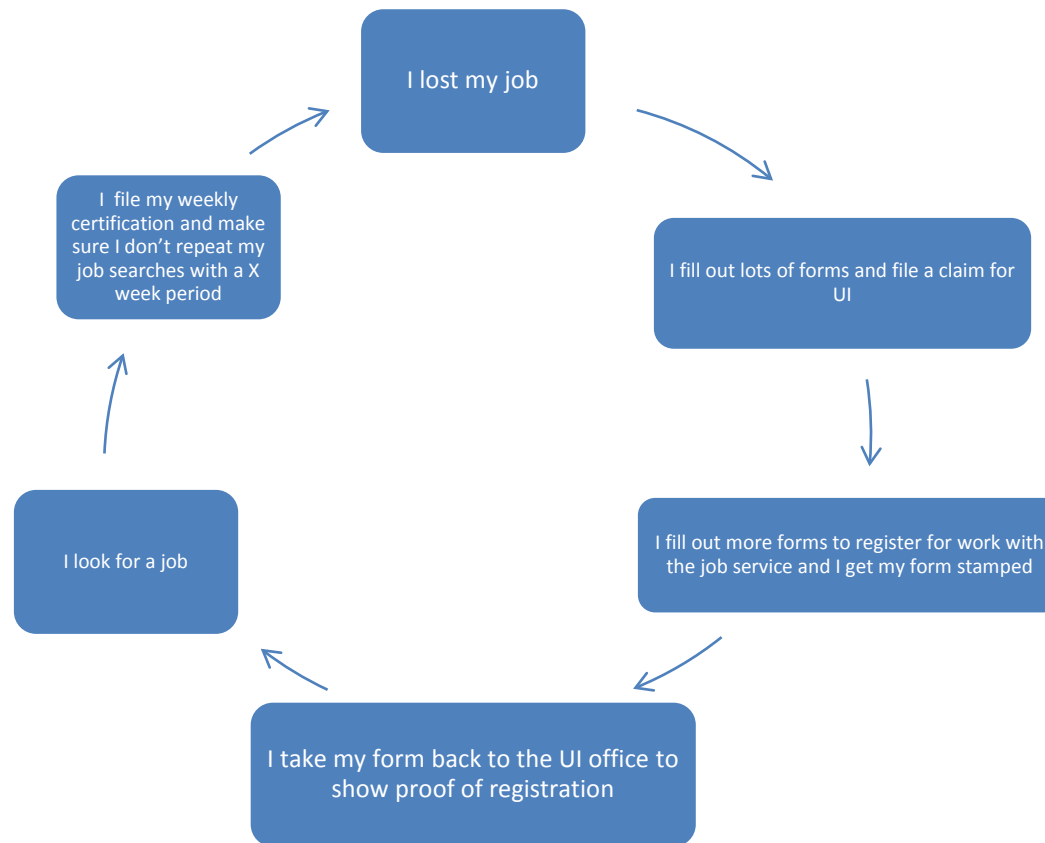 I lost my job
I fill out lots of forms and file a claim for
UI
I fill out more forms to register for work with
the job service and I get my form stamped
I take my form back to the UI office to
show proof of registration
I look for a job
I  file my weekly
certification and make
sure I don’t repeat my
job searches with a X
week period